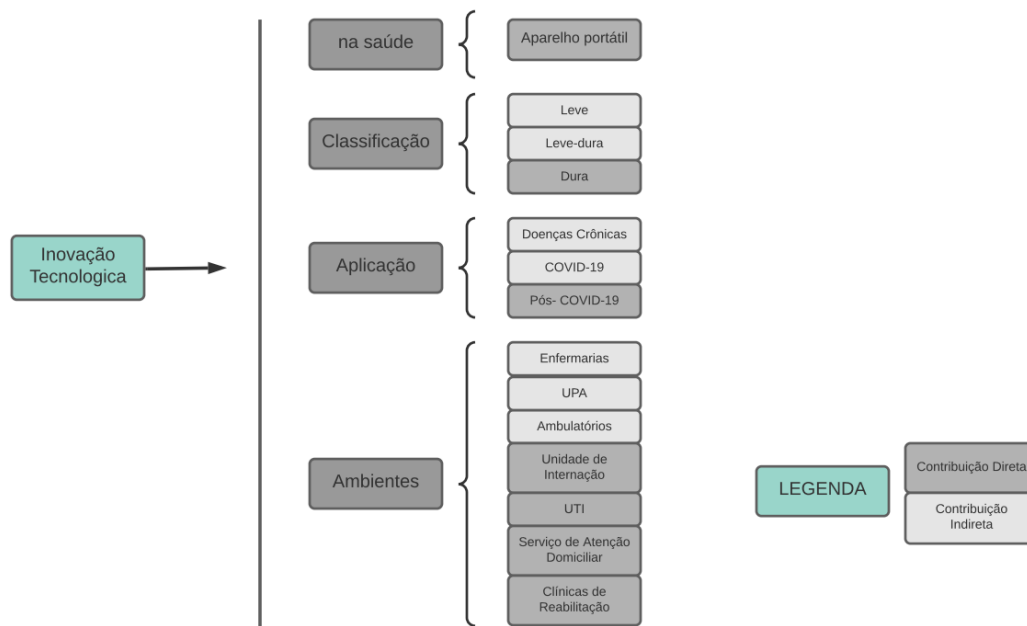 Inovação
Tecnologica
na saúde
Aparelho portátil
Classificação
Leve
Leve-dura
Dura
Aplicação
Doenças Crônicas
COVID-19
Pós- COVID-19
Ambientes
Enfermarias
UPA
Ambulatórios
Unidade de
Internação
UTI
Serviço de Atenção
Domiciliar
Clínicas de
Reabilitação
LEGENDA
Contribuição Direta
Contribuição
Indireta